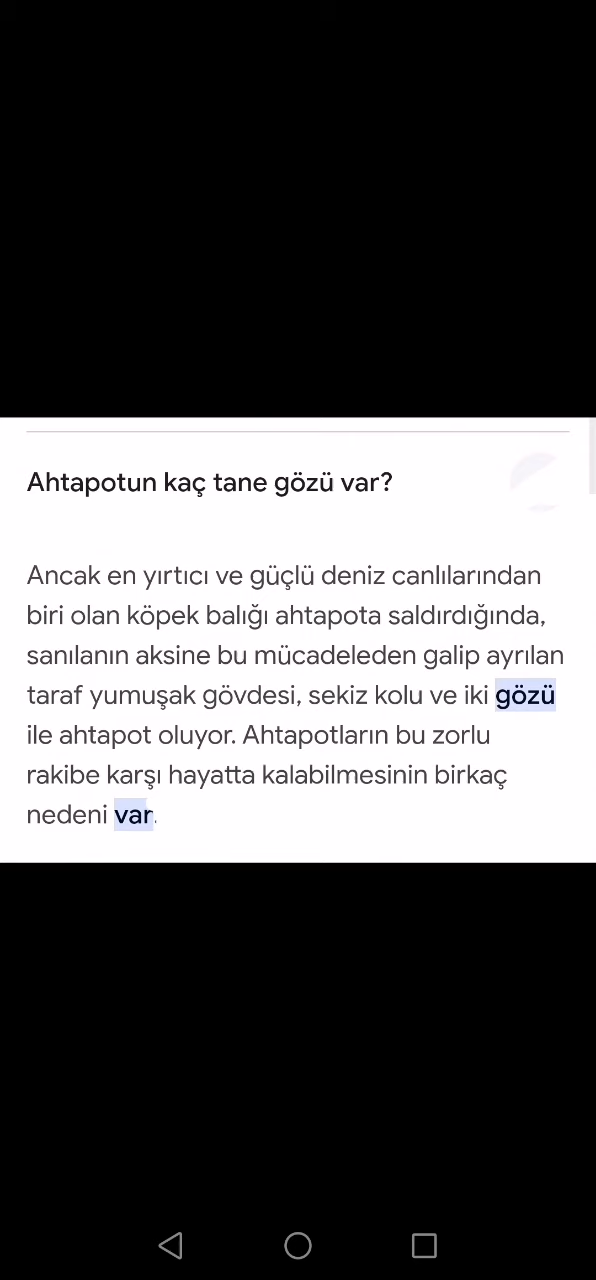 Ahtapotun kaç tane gözü var?
Ancak en yırtıcı ve güçlü deniz canlılarından
biri olan köpek balığı ahtapota saldırdığında,
sanılanın aksine bu mücadeleden galip ayrılan
taraf yumuşak gövdesi, sekiz kolu ve iki gözü
ile ahtapot oluyor. Ahtapotların bu zorlu
rakibe karşı hayatta kalabilmesinin birkaç
nedeni var.